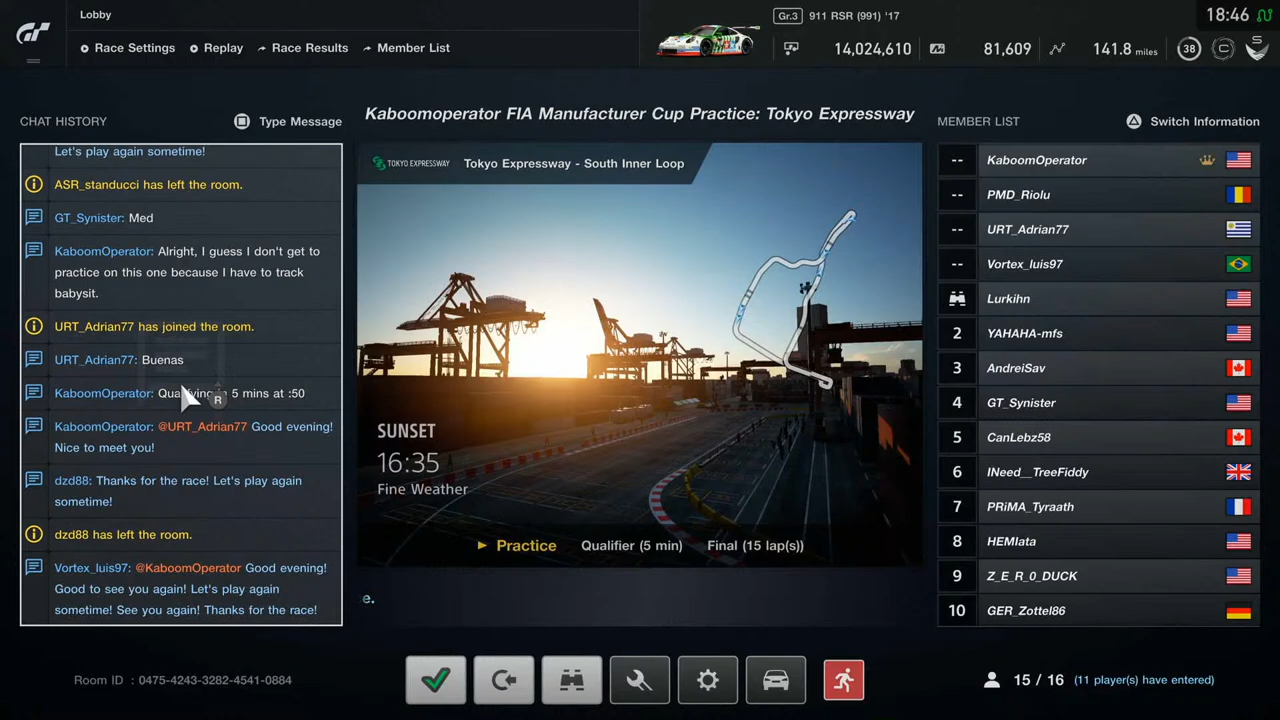 Lobby
Race Settings
Replay
Race Results
Member List
Gr.3
911 RSR (991) '17
18:46
14,024,610
81,609
141.8 miles
38
C
S
CHAT HISTORY
Type Message
Kaboomoperator FIA Manufacturer Cup Practice: Tokyo Expressway
MEMBER LIST
Switch Information
Let's play again sometime!
ASR_standucci has left the room.
GT_Synister: Med
KaboomOperator: Alright, I guess I don't get to
practice on this one because I have to track
babysit.
URT_Adrian77 has joined the room.
URT_Adrian77: Buenas
KaboomOperator: 5 mins at :50
R
KaboomOperator: @URT_Adrian77 Good evening!
Nice to meet you!
dzd88: Thanks for the race! Let's play again
sometime!
dzd88 has left the room.
Vortex_luis97: @KaboomOperator Good evening!
Good to see you again! Let's play again
sometime! See you again! Thanks for the race!
TOKYO EXPRESSWAY
Tokyo Expressway - South Inner Loop
SUNSET
16:35
Fine Weather
Practice
Qualifier (5 min)
Final (15 lap(s))
e.
-- KaboomOperator
-- PMD_Riolu
-- URT_Adrian77
-- Vortex_luis97
Lurkihn
2 YAHAHA-mfs
3 AndreiSav
4 GT_Synister
5 CanLebz58
6 INeed__TreeFiddy
7 PRiMA_Tyraath
8 HEMIata
9 Z_E_R_0_DUCK
10 GER_Zottel86
Room ID : 0475-4243-3282-4541-0884
15 / 16
(11 player(s) have entered)